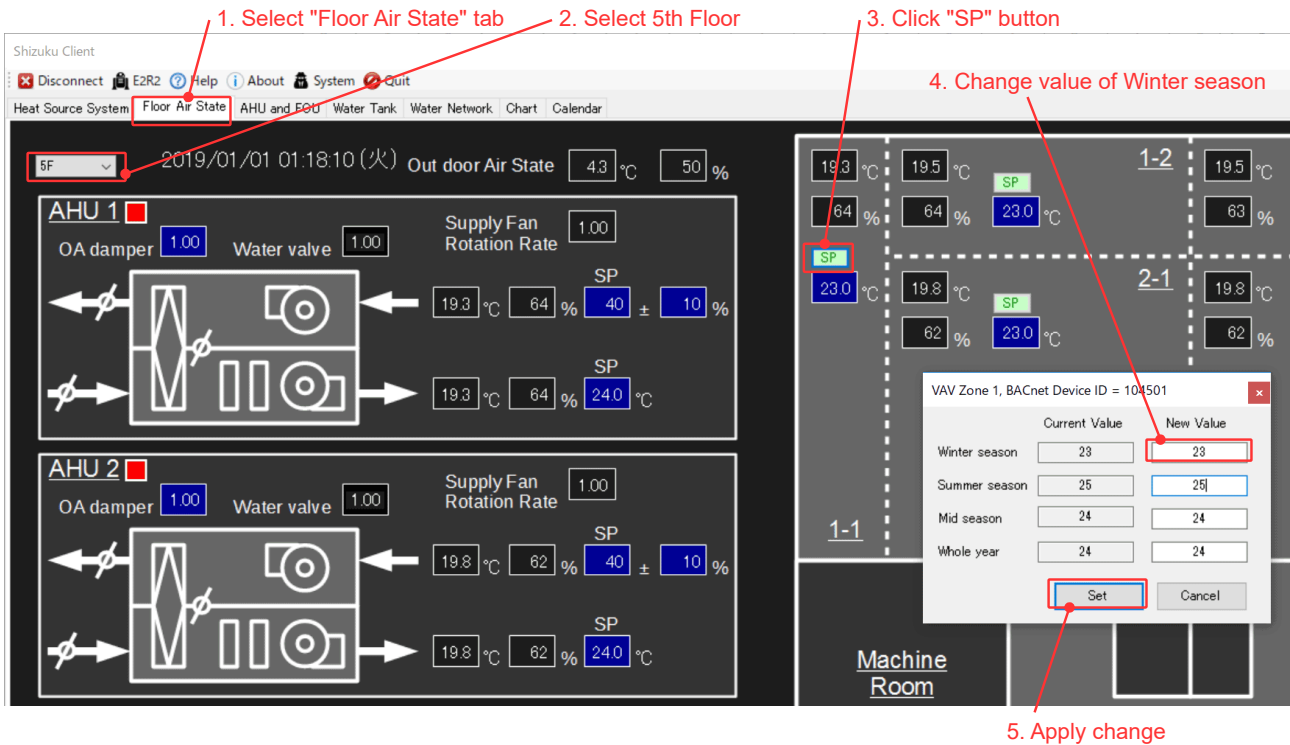 1. Select "Floor Air State" tab
2. Select 5th Floor
3. Click "SP" button
Shizuku Client
Disconnect E2R2 Help About System Quit
4. Change value of Winter season
Heat Source System Floor Air State AHU and EOU Water Tank Water Network Chart Calendar
5F 2019/01/01 01:18:10 (火) Out door Air State 4.3 ℃ 50 %
AHU 1
OA damper 1.00 Water valve 1.00 Supply Fan
Rotation Rate 1.00
SP
19.3 ℃ 64 % 40 ± 10 %
SP
19.3 ℃ 64 % 24.0 ℃
AHU 2
OA damper 1.00 Water valve 1.00 Supply Fan
Rotation Rate 1.00
SP
19.8 ℃ 62 % 40 ± 10 %
SP
19.8 ℃ 62 % 24.0 ℃
19.3 ℃ 19.5 ℃ 1-2 19.5 ℃
SP
64 % 64 % 23.0 ℃ 63 %
SP
23.0 ℃ 19.8 ℃ 2-1 19.8 ℃
SP
62 % 23.0 ℃ 62 %
1-1
VAV Zone 1, BACnet Device ID = 104501
Current Value New Value
Winter season 23 23
Summer season 25 25
Mid season 24 24
Whole year 24 24
Set Cancel
Machine
Room
5. Apply change